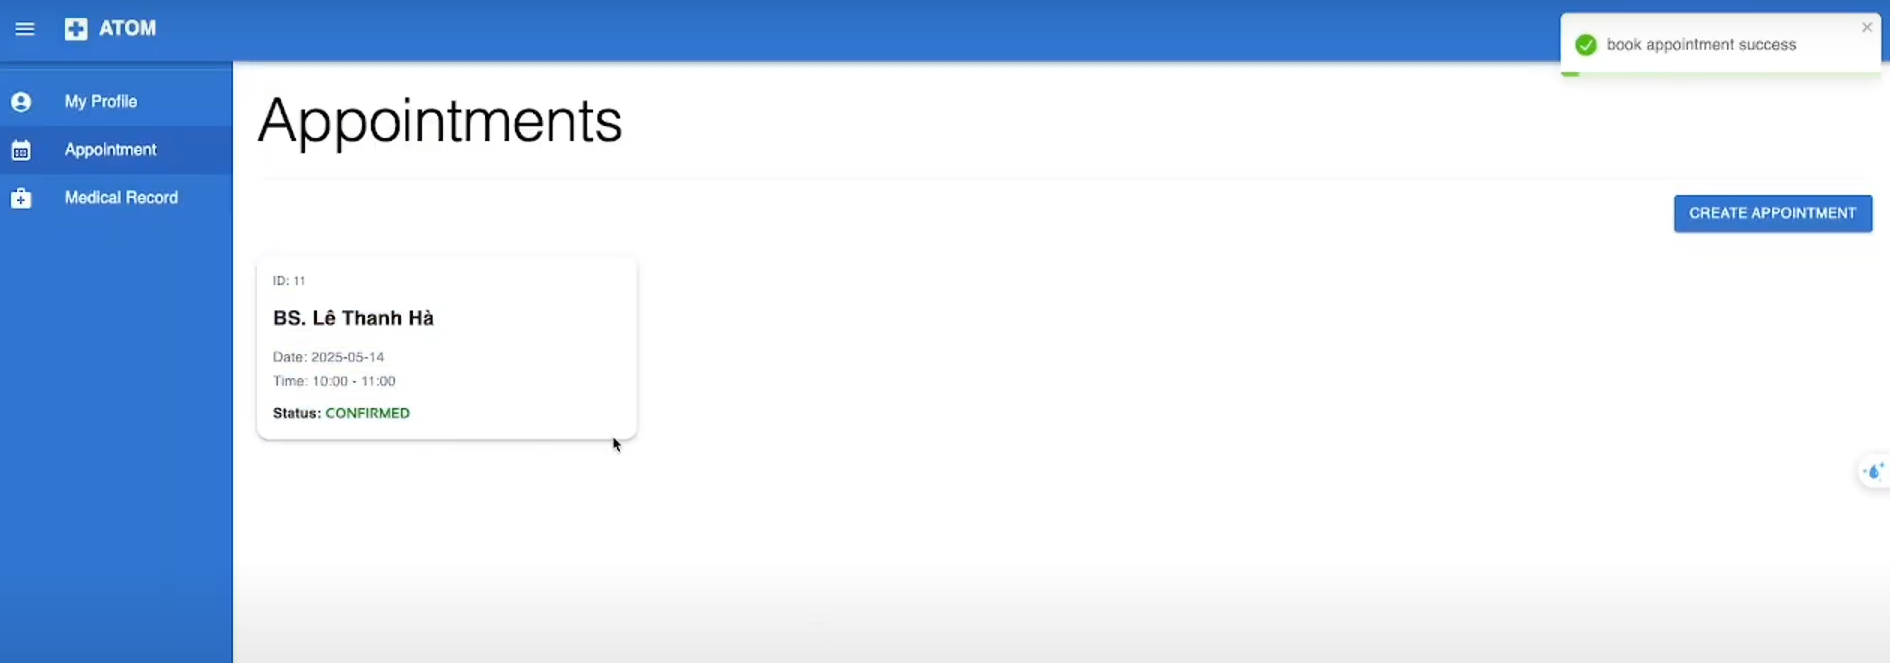 ATOM
book appointment success
My Profile
Appointment
Medical Record
Appointments
CREATE APPOINTMENT
ID: 11
BS. Lê Thanh Hà
Date: 2025-05-14
Time: 10:00 - 11:00
Status: CONFIRMED